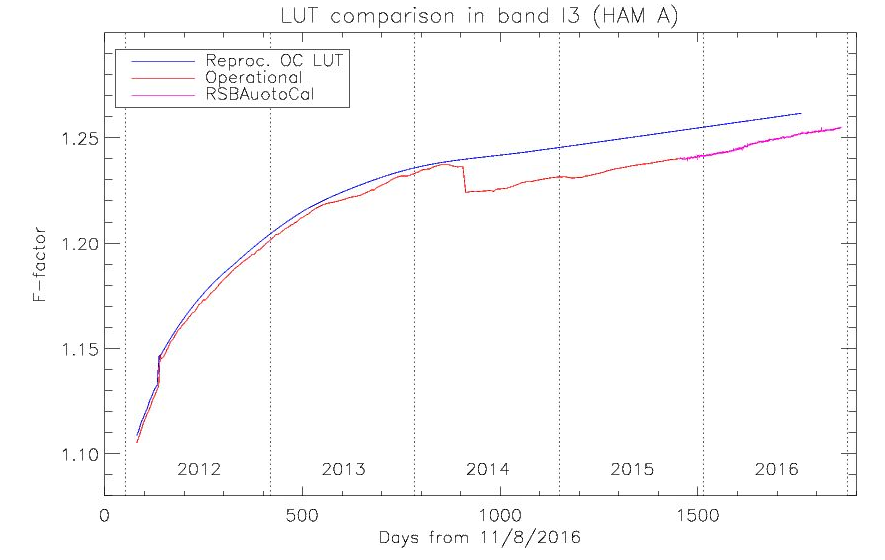 LUT comparison in band I3 (HAM A)
Reproc. OC LUT
Operational
RSBAuotoCal
1.25
1.20
1.15
1.10
F-factor
2012 2013 2014 2015 2016
0 500 1000 1500
Days from 11/8/2016